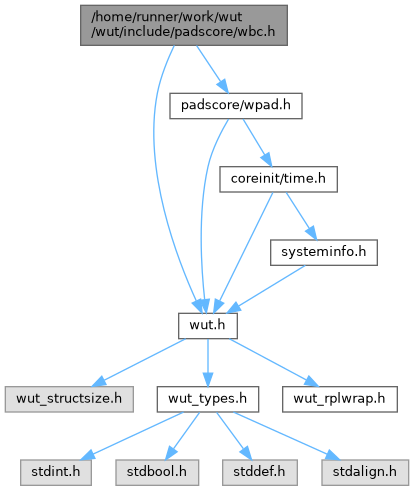 /home/runner/work/wut
/wut/include/padscore/wbc.h
padscore/wpad.h
coreinit/time.h
systeminfo.h
wut.h
wut_structsize.h
wut_types.h
wut_rplwrap.h
stdint.h
stdbool.h
stddef.h
stdalign.h